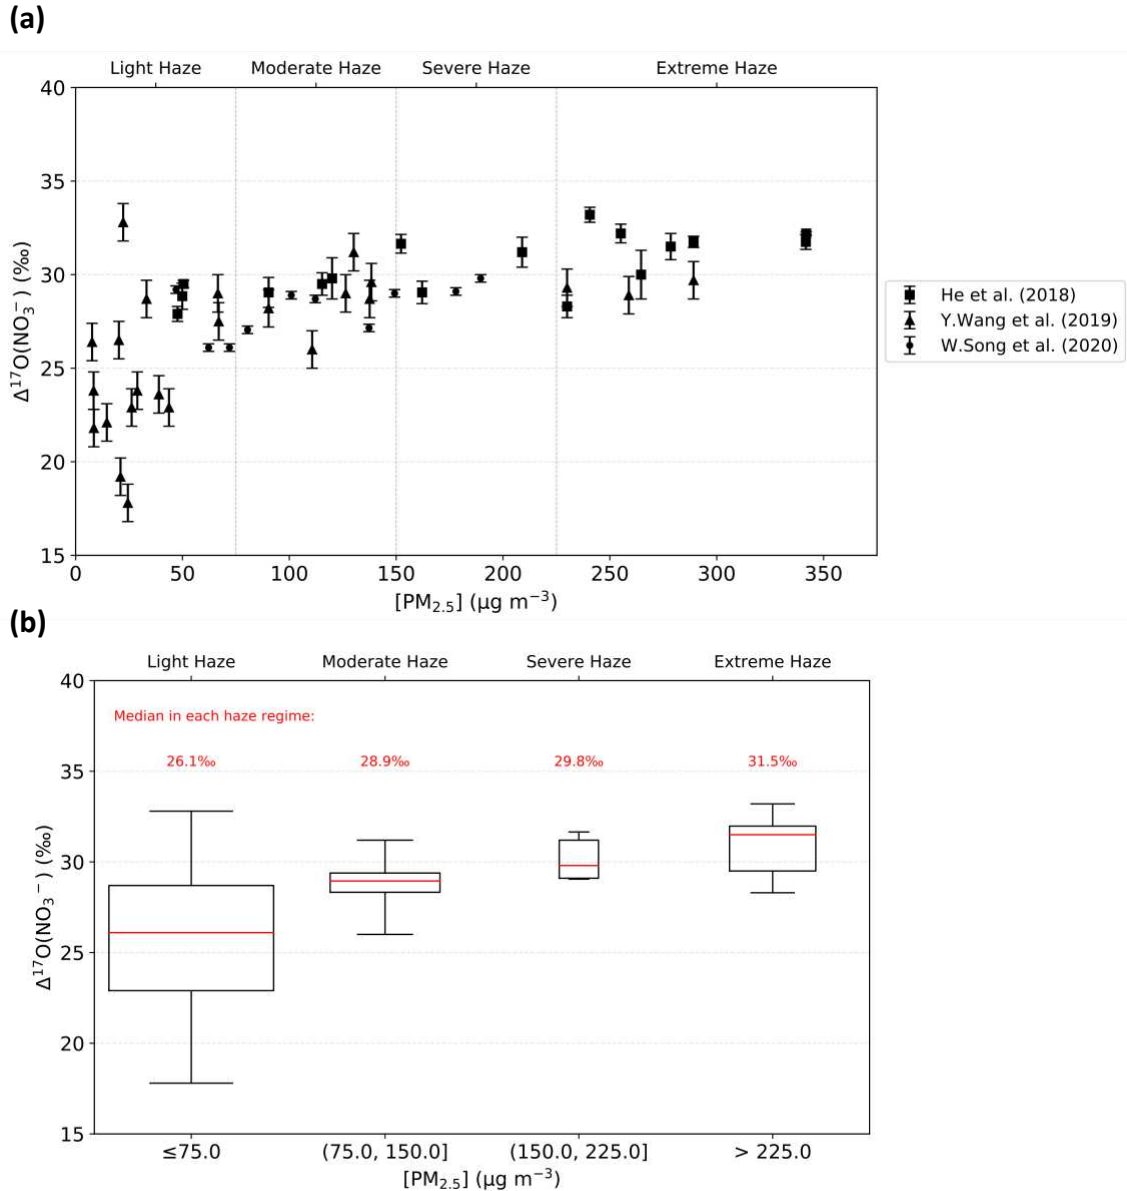 (a)
Light Haze Moderate Haze Severe Haze Extreme Haze
40
35
30
25
20
15
Δ¹⁷O(NO₃⁻) (‰)
0 50 100 150 200 250 300 350
[PM₂.₅] (μg m⁻³)
He et al. (2018)
Y.Wang et al. (2019)
W.Song et al. (2020)
(b)
Light Haze Moderate Haze Severe Haze Extreme Haze
40
Median in each haze regime:
26.1‰ 28.9‰ 29.8‰ 31.5‰
35
30
25
20
15
Δ¹⁷O(NO₃⁻) (‰)
≤75.0 (75.0, 150.0] (150.0, 225.0] > 225.0
[PM₂.₅] (μg m⁻³)